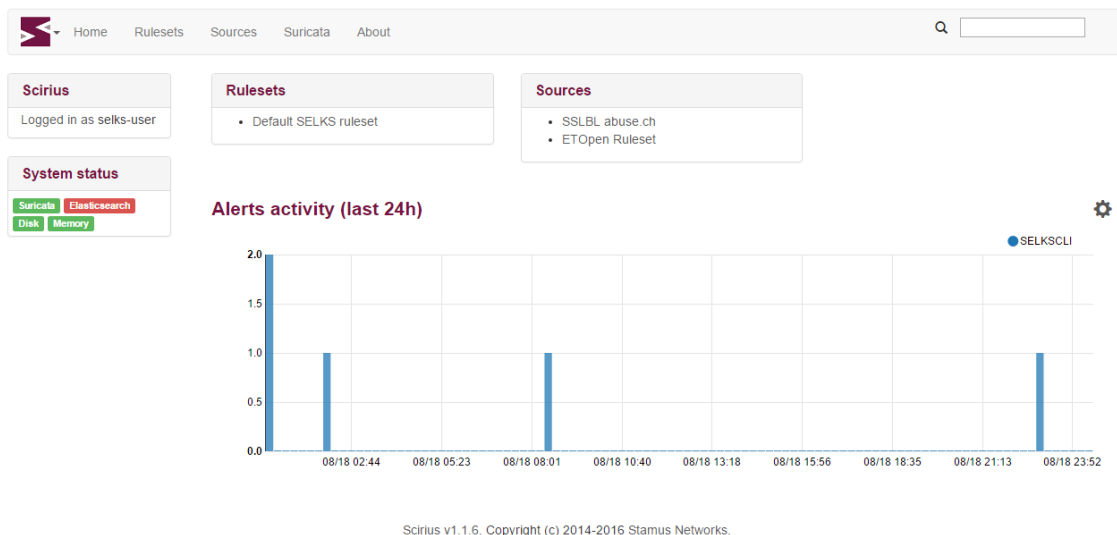 Home Rulesets Sources Suricata About
Scirius
Logged in as selks-user
System status
Suricata Elasticsearch
Disk Memory
Rulesets
Default SELKS ruleset
Sources
SSLBL abuse.ch
ETOpen Ruleset
Alerts activity (last 24h)
SELKSCLI
2.0
1.5
1.0
0.5
0.0
08/18 02:44 08/18 05:23 08/18 08:01 08/18 10:40 08/18 13:18 08/18 15:56 08/18 18:35 08/18 21:13 08/18 23:52
Scirius v1.1.6. Copyright (c) 2014-2016 Stamus Networks.